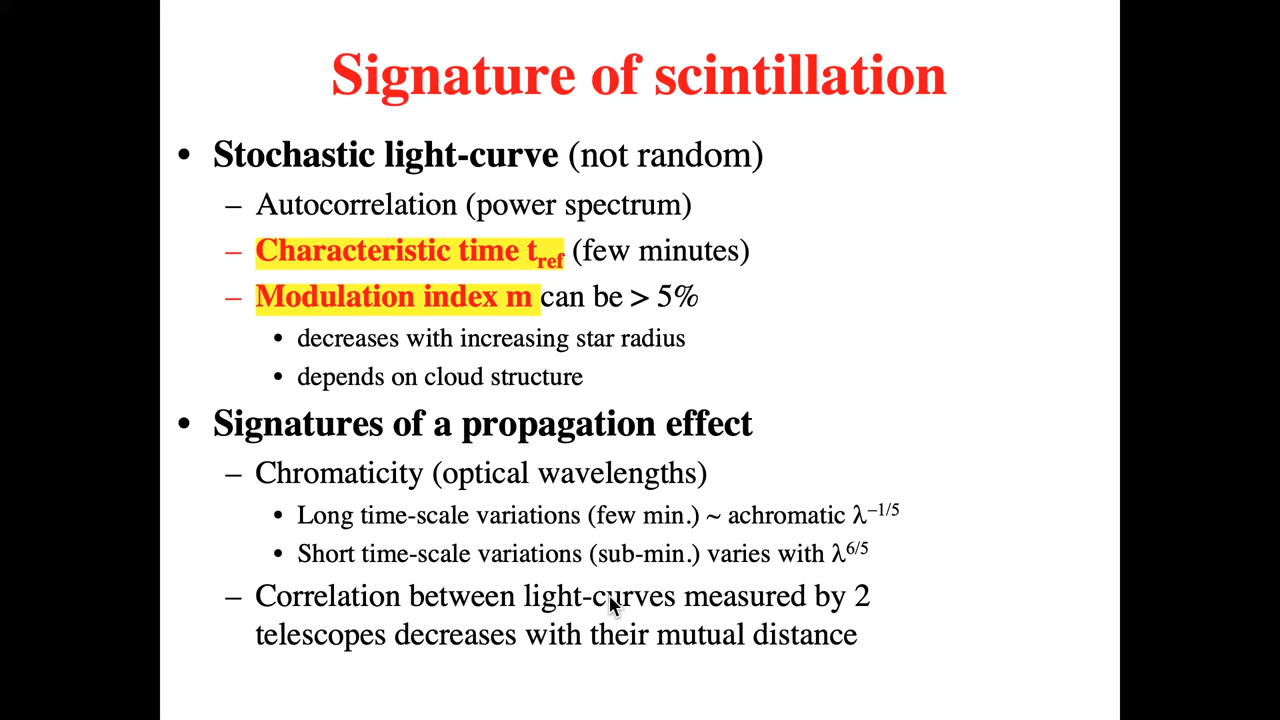 Signature of scintillation
• Stochastic light-curve (not random)
– Autocorrelation (power spectrum)
– Characteristic time t_ref (few minutes)
– Modulation index m can be > 5%
• decreases with increasing star radius
• depends on cloud structure
• Signatures of a propagation effect
– Chromaticity (optical wavelengths)
• Long time-scale variations (few min.) ~ achromatic λ^−1/5
• Short time-scale variations (sub-min.) varies with λ^6/5
– Correlation between light-curves measured by 2
telescopes decreases with their mutual distance